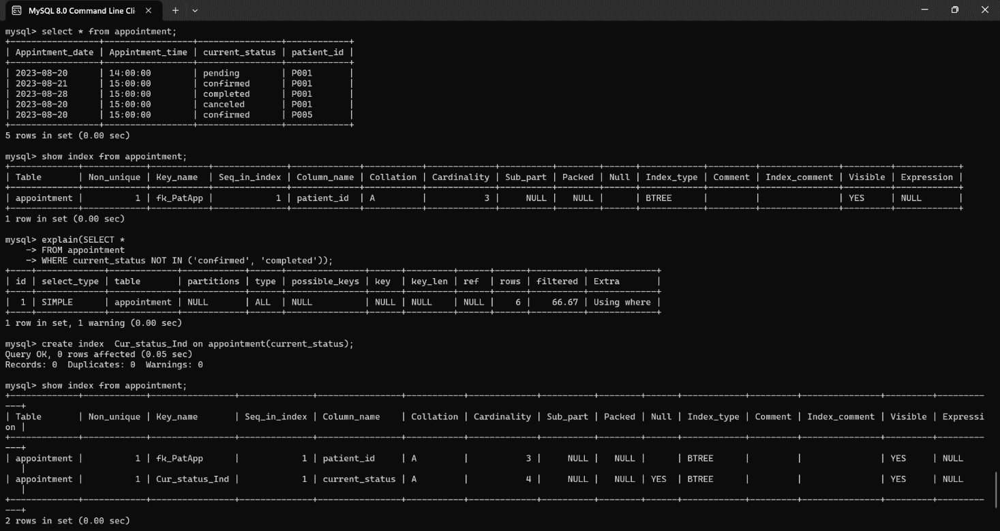 MySQL 8.0 Command Line Cli
mysql> select * from appointment;
+-----------------+-----------------+----------------+------------+
| Appintment_date | Appintment_time | current_status | patient_id |
+-----------------+-----------------+----------------+------------+
| 2023-08-20      | 14:00:00        | pending        | P001       |
| 2023-08-21      | 15:00:00        | confirmed      | P001       |
| 2023-08-28      | 15:00:00        | completed      | P001       |
| 2023-08-20      | 15:00:00        | canceled       | P001       |
| 2023-08-20      | 15:00:00        | confirmed      | P005       |
+-----------------+-----------------+----------------+------------+
5 rows in set (0.00 sec)
mysql> show index from appointment;
+-------------+------------+----------+--------------+-------------+-----------+-------------+----------+--------+------+------------+---------+---------------+---------+------------+
| Table       | Non_unique | Key_name | Seq_in_index | Column_name | Collation | Cardinality | Sub_part | Packed | Null | Index_type | Comment | Index_comment | Visible | Expression |
+-------------+------------+----------+--------------+-------------+-----------+-------------+----------+--------+------+------------+---------+---------------+---------+------------+
| appointment |          1 | fk_PatApp |            1 | patient_id  | A         |           3 |     NULL |   NULL |      | BTREE      |         |               | YES     | NULL       |
+-------------+------------+----------+--------------+-------------+-----------+-------------+----------+--------+------+------------+---------+---------------+---------+------------+
1 row in set (0.00 sec)
mysql> explain(SELECT *
    -> FROM appointment
    -> WHERE current_status NOT IN ('confirmed', 'completed'));
+----+-------------+-------------+------------+------+---------------+------+---------+------+------+----------+-------------+
| id | select_type | table       | partitions | type | possible_keys | key  | key_len | ref  | rows | filtered | Extra       |
+----+-------------+-------------+------------+------+---------------+------+---------+------+------+----------+-------------+
|  1 | SIMPLE      | appointment | NULL       | ALL  | NULL          | NULL | NULL    | NULL |    6 |    66.67 | Using where |
+----+-------------+-------------+------------+------+---------------+------+---------+------+------+----------+-------------+
1 row in set, 1 warning (0.00 sec)
mysql> create index  Cur_status_Ind on appointment(current_status);
Query OK, 0 rows affected (0.05 sec)
Records: 0  Duplicates: 0  Warnings: 0
mysql> show index from appointment;
+-------------+------------+----------------+--------------+----------------+-----------+-------------+----------+--------+------+------------+---------+---------------+---------+---------
---+
| Table       | Non_unique | Key_name       | Seq_in_index | Column_name    | Collation | Cardinality | Sub_part | Packed | Null | Index_type | Comment | Index_comment | Visible | Expressi
on |
+-------------+------------+----------------+--------------+----------------+-----------+-------------+----------+--------+------+------------+---------+---------------+---------+---------
---+
| appointment |          1 | fk_PatApp      |            1 | patient_id     | A         |           3 |     NULL |   NULL |      | BTREE      |         |               | YES     | NULL
   |
| appointment |          1 | Cur_status_Ind |            1 | current_status | A         |           4 |     NULL |   NULL | YES  | BTREE      |         |               | YES     | NULL
   |
+-------------+------------+----------------+--------------+----------------+-----------+-------------+----------+--------+------+------------+---------+---------------+---------+---------
---+
2 rows in set (0.00 sec)